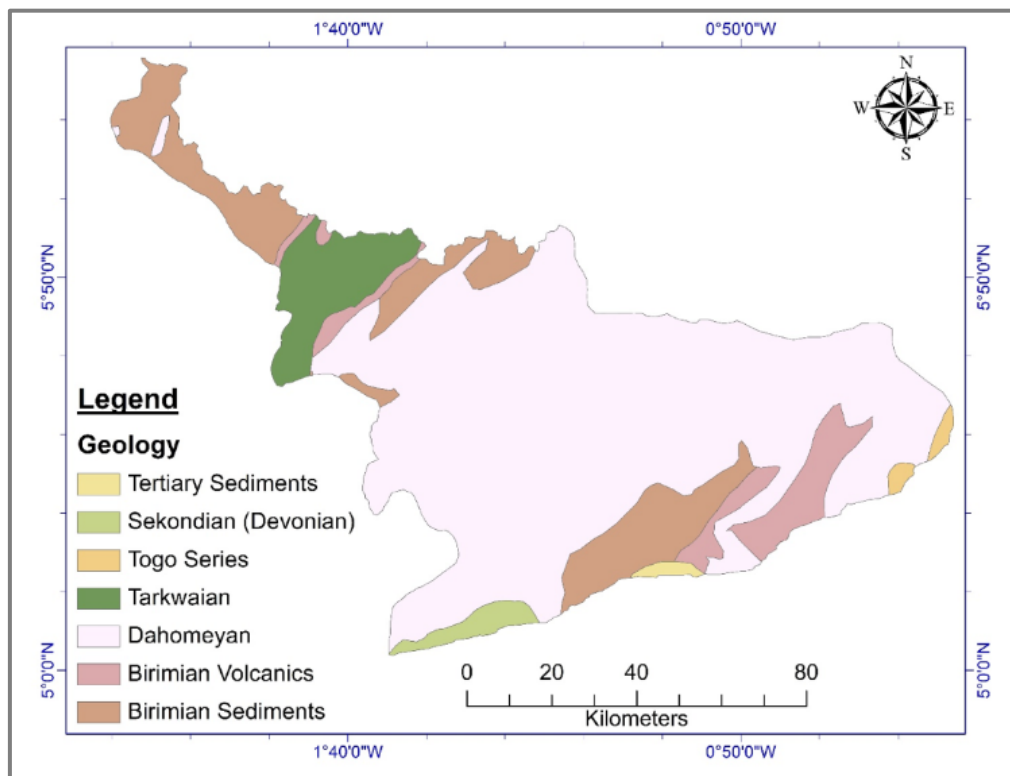 1°40'0"W 0°50'0"W
N
W E
S
5°50'0"N 5°50'0"N
Legend
Geology
Tertiary Sediments
Sekondian (Devonian)
Togo Series
Tarkwaian
Dahomeyan
Birimian Volcanics
Birimian Sediments
0 20 40 80
Kilometers
5°0'0"N 5°0'0"N
1°40'0"W 0°50'0"W